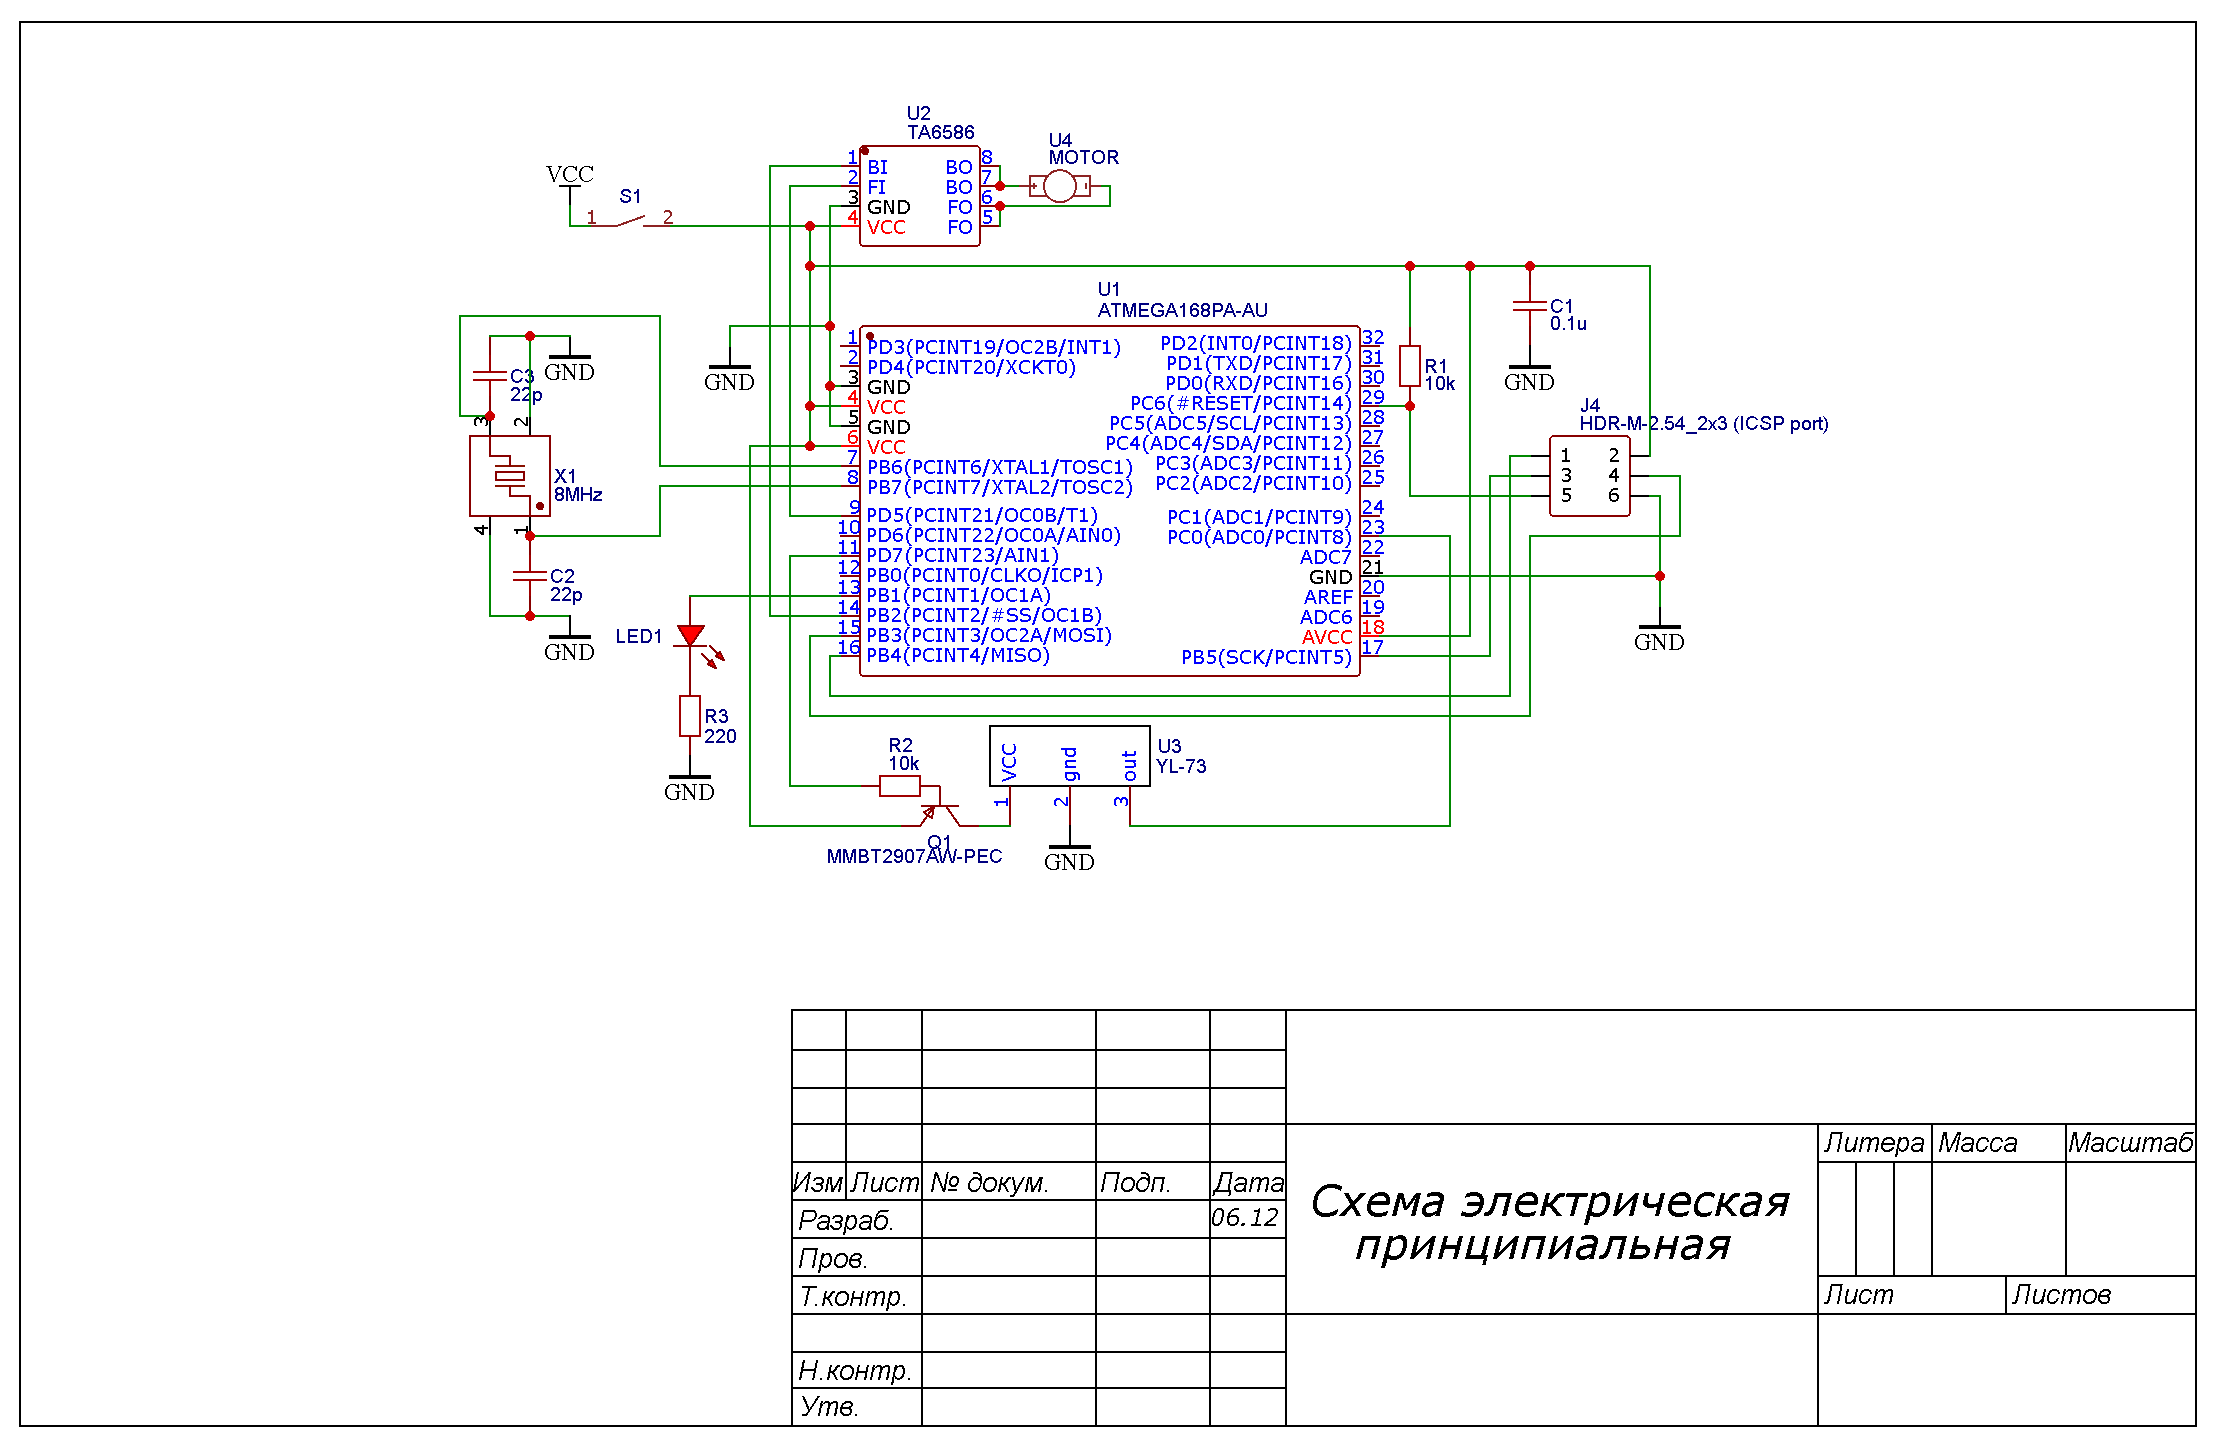 U2
TA6586
1 BI BO 8
2 FI BO 7
3 GND FO 6
4 VCC FO 5
U4
MOTOR
+ -
VCC
S1
1 2
U1
ATMEGA168PA-AU
1 PD3(PCINT19/OC2B/INT1)
2 PD4(PCINT20/XCKT0)
3 GND
4 VCC
5 GND
6 VCC
7 PB6(PCINT6/XTAL1/TOSC1)
8 PB7(PCINT7/XTAL2/TOSC2)
9 PD5(PCINT21/OC0B/T1)
10 PD6(PCINT22/OC0A/AIN0)
11 PD7(PCINT23/AIN1)
12 PB0(PCINT0/CLKO/ICP1)
13 PB1(PCINT1/OC1A)
14 PB2(PCINT2/#SS/OC1B)
15 PB3(PCINT3/OC2A/MOSI)
16 PB4(PCINT4/MISO)
PD2(INT0/PCINT18) 32
PD1(TXD/PCINT17) 31
PD0(RXD/PCINT16) 30
PC6(#RESET/PCINT14) 29
PC5(ADC5/SCL/PCINT13) 28
PC4(ADC4/SDA/PCINT12) 27
PC3(ADC3/PCINT11) 26
PC2(ADC2/PCINT10) 25
PC1(ADC1/PCINT9) 24
PC0(ADC0/PCINT8) 23
ADC7 22
GND 21
AREF 20
ADC6 19
AVCC 18
PB5(SCK/PCINT5) 17
GND
C3
22p
GND
3 2
X1
8MHz
4 1
C2
22p
GND
LED1
R3
220
GND
R2
10k
Q1
MMBT2907AW-PEC
U3
YL-73
VCC gnd out
1 2 3
GND
R1
10k
C1
0.1u
GND
J4
HDR-M-2.54_2x3 (ICSP port)
1 2
3 4
5 6
GND
Изм Лист № докум. Подп. Дата
Разраб. 06.12
Пров.
Т.контр.
Н.контр.
Утв.
Схема электрическая
принципиальная
Литера Масса Масштаб
Лист Листов